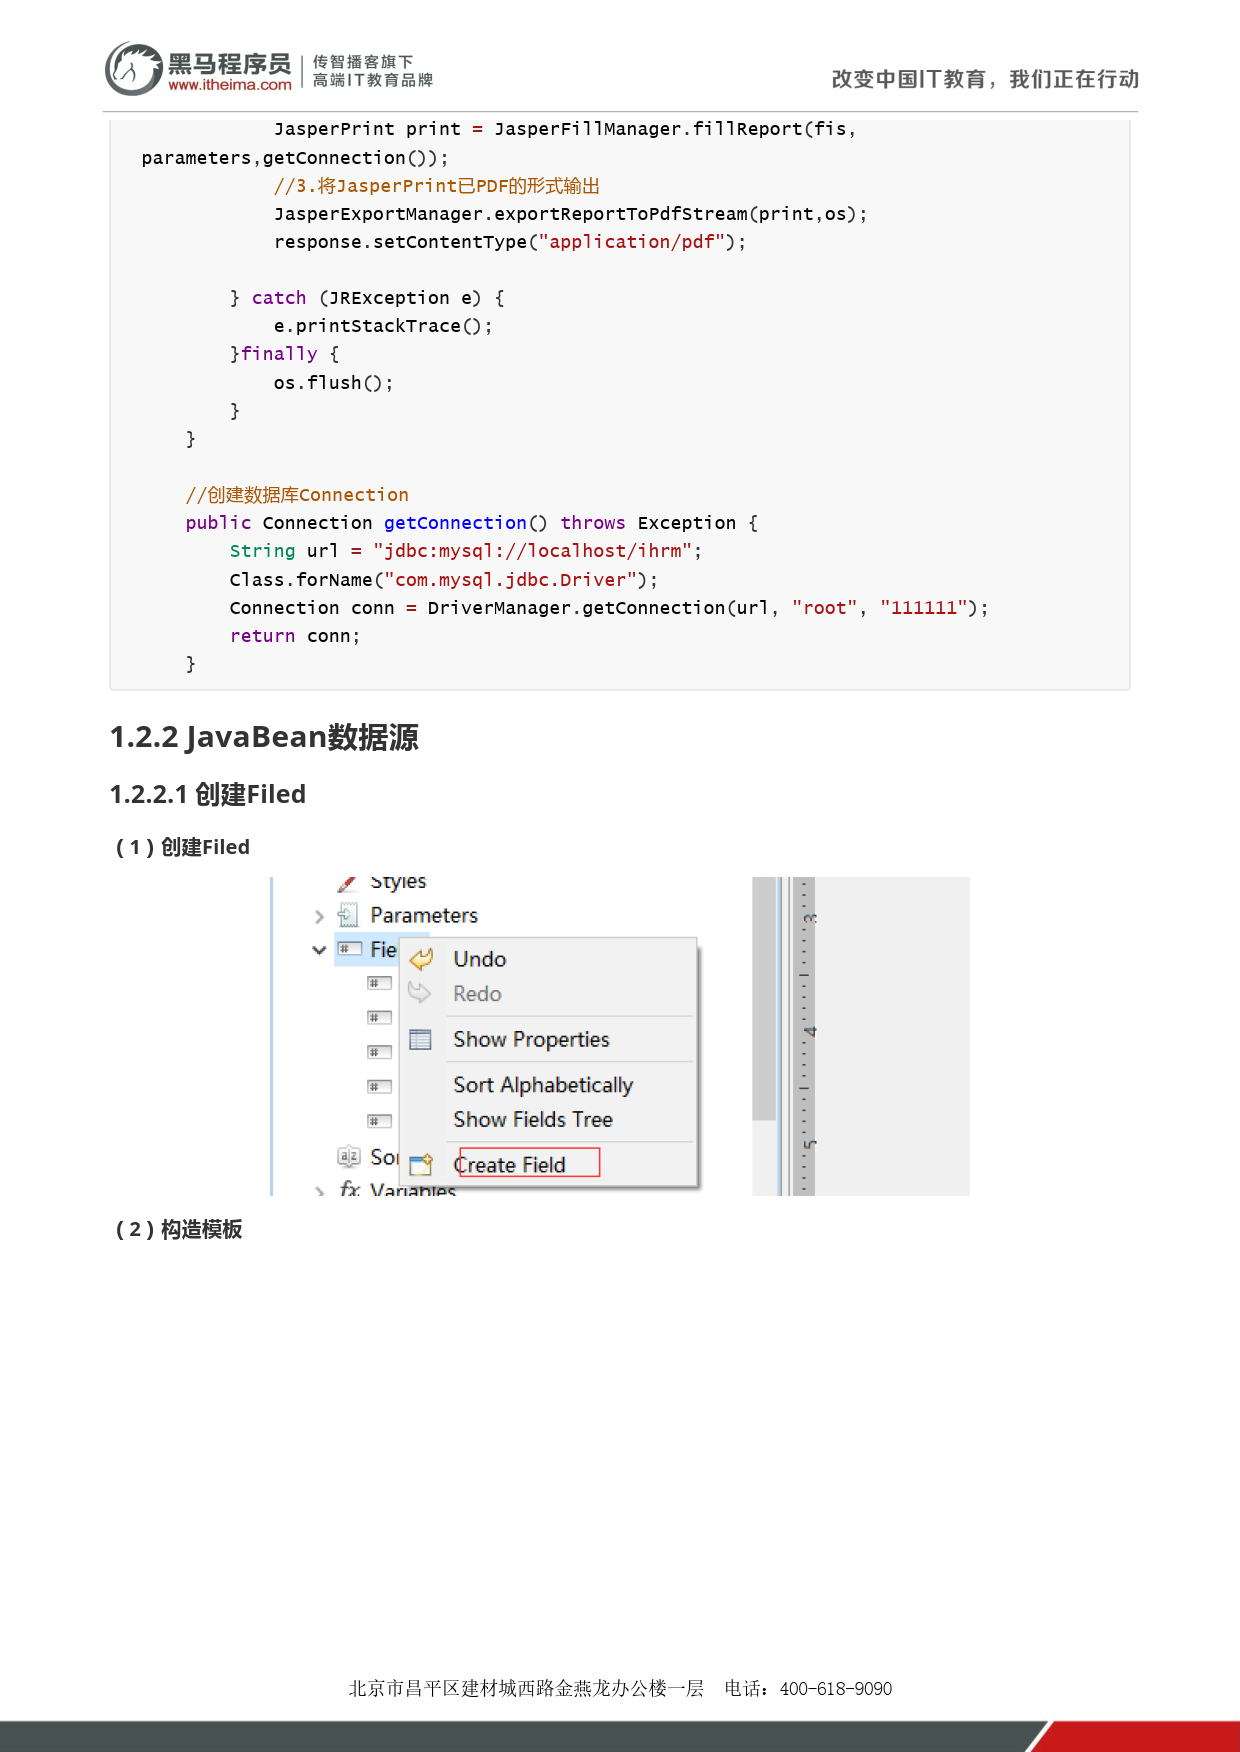 黑马程序员
www.itheima.com
传智播客旗下
高端IT教育品牌
改变中国IT教育，我们正在行动
JasperPrint print = JasperFillManager.fillReport(fis,
parameters,getConnection());
//3.将JasperPrint已PDF的形式输出
JasperExportManager.exportReportToPdfStream(print,os);
response.setContentType("application/pdf");
} catch (JRException e) {
e.printStackTrace();
}finally {
os.flush();
}
}
//创建数据库Connection
public Connection getConnection() throws Exception {
String url = "jdbc:mysql://localhost/ihrm";
Class.forName("com.mysql.jdbc.Driver");
Connection conn = DriverManager.getConnection(url, "root", "111111");
return conn;
}
1.2.2 JavaBean数据源
1.2.2.1 创建Filed
（1）创建Filed
Styles
Parameters
Fie
Undo
Redo
Show Properties
Sort Alphabetically
Show Fields Tree
Create Field
Sor
fx Variables
3
4
5
（2）构造模板
北京市昌平区建材城西路金燕龙办公楼一层 电话：400-618-9090